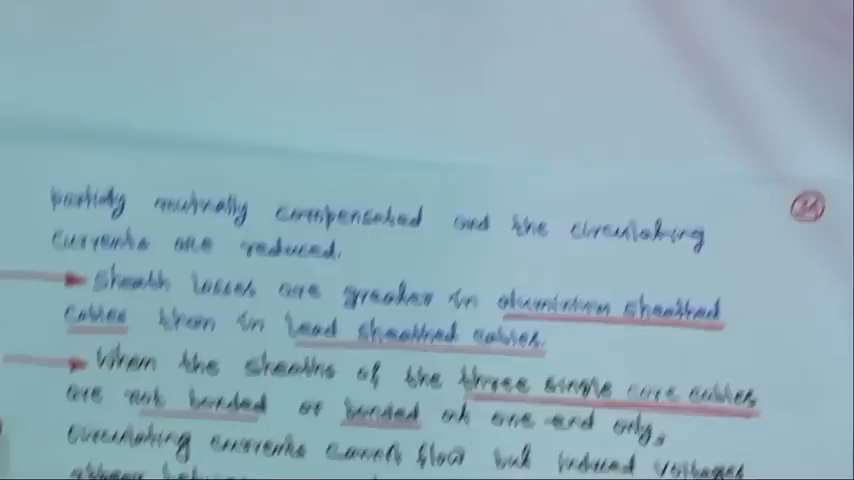 partialy mutually compensated and the circulating
currents are reduced.
Sheath losses are greater in aluminium sheathed
cables than in lead sheathed cables.
When the sheaths of the three single core cables
are not bonded or bonded at one end only,
circulating currents can't flow but induced voltages